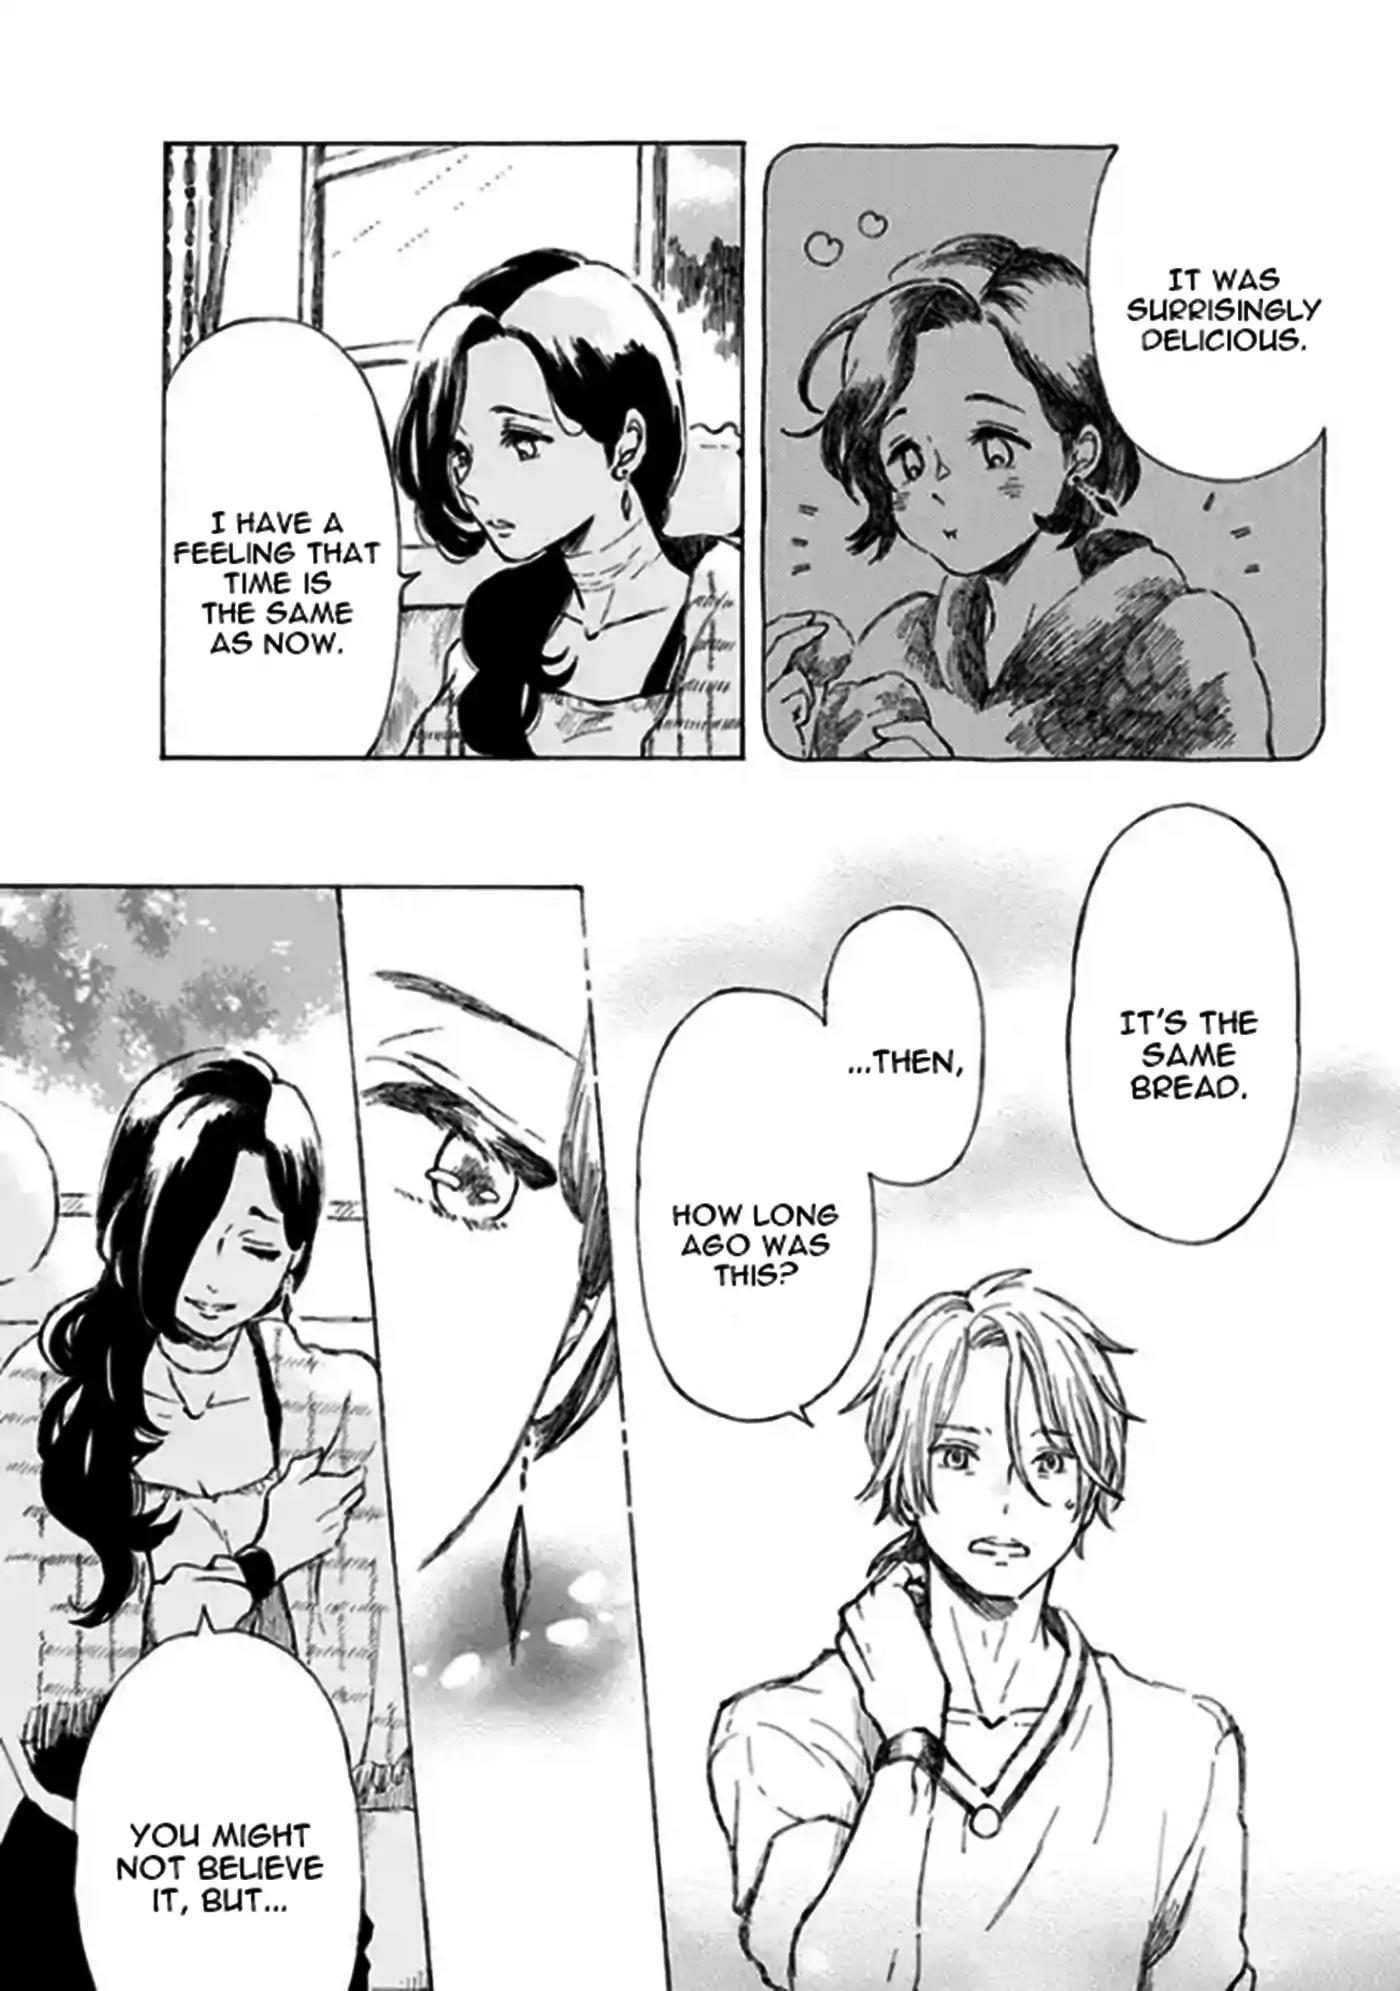 IT WAS
SURRISINGLY
DELICIOUS.
I HAVE A
FEELING THAT
TIME IS
THE SAME
AS NOW.
IT'S THE
SAME
BREAD.
...THEN,
HOW LONG
AGO WAS
THIS?
YOU MIGHT
NOT BELIEVE
IT, BUT...